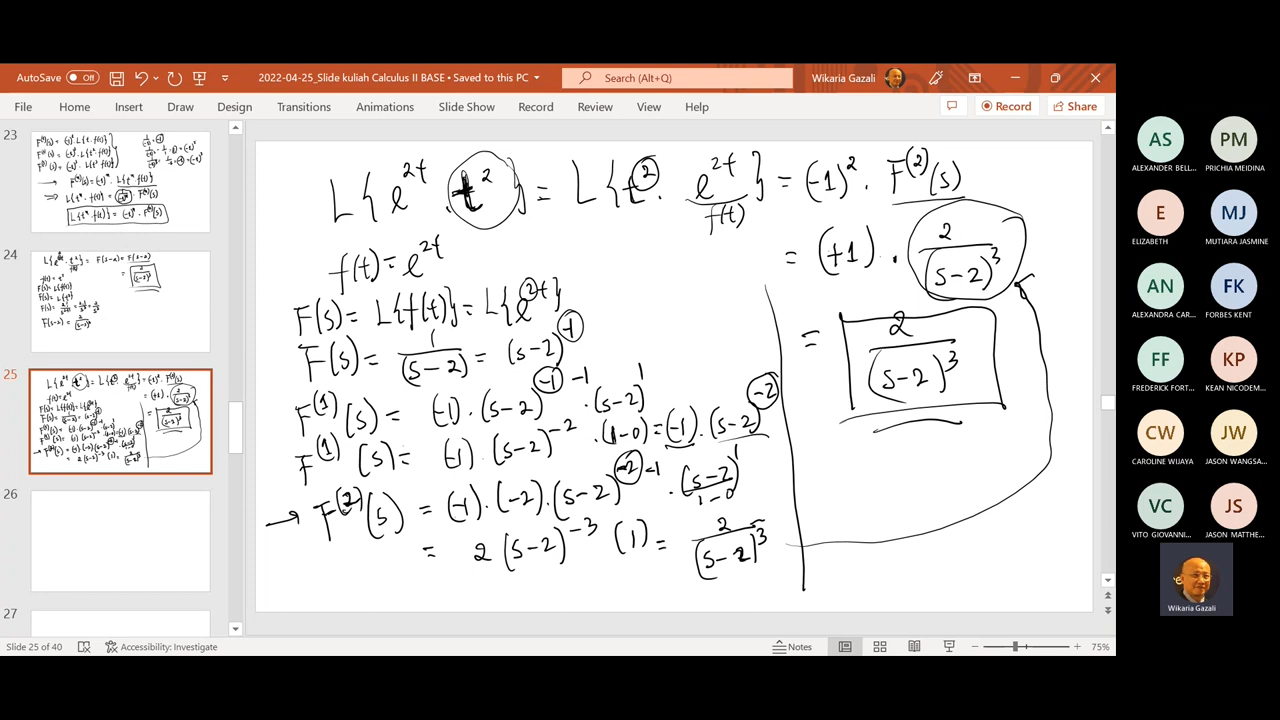 AutoSave Off
2022-04-25_Slide kuliah Calculus II BASE • Saved to this PC
Search (Alt+Q)
Wikaria Gazali
File Home Insert Draw Design Transitions Animations Slide Show Record Review View Help
Record Share
23
24
25
26
27
L{e^2t . t^2} = L{t^2 . e^2t} = (-1)^2 . F^(2)(s)
f(t)
= (+1) . 2/(s-2)^3
f(t) = e^2t
F(s) = L{f(t)} = L{e^2t}
= 2/(s-2)^3
F(s) = 1/(s-2) = (s-2)^-1
F^(1)(s) = (-1) . (s-2)^-1-1 . (s-2)^1
F^(1)(s) = (-1) . (s-2)^-2 . (1-0) = (-1) . (s-2)^-2
→ F^(2)(s) = (-1) . (-2) . (s-2)^-2-1 . (s-2)^1
1-0
= 2 (s-2)^-3 (1) = 2/(s-2)^3
Slide 25 of 40 Accessibility: Investigate
Notes
75%
AS
ALEXANDER BELL...
PM
PRICHIA MEIDINA
E
ELIZABETH
MJ
MUTIARA JASMINE
AN
ALEXANDRA CAR...
FK
FORBES KENT
FF
FREDERICK FORT...
KP
KEAN NICODEM...
CW
CAROLINE WIJAYA
JW
JASON WANGSA...
VC
VITO GIOVANNI...
JS
JASON MATTHE...
Wikaria Gazali